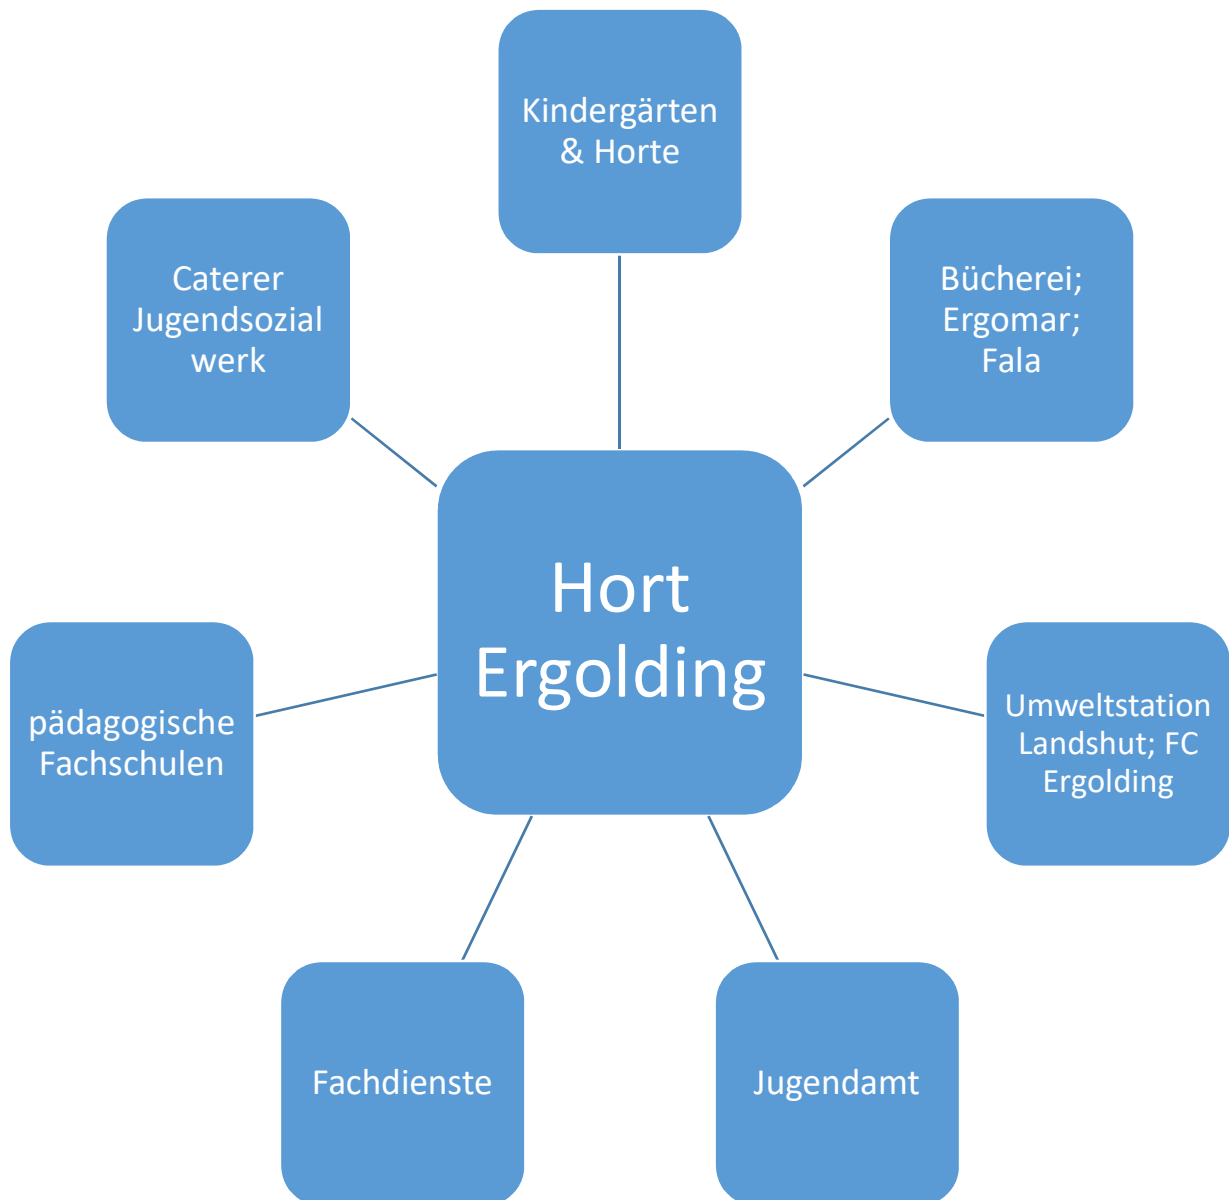 Kindergärten
& Horte
Bücherei;
Ergomar;
Fala
Umweltstation
Landshut; FC
Ergolding
Jugendamt
Fachdienste
pädagogische
Fachschulen
Caterer
Jugendsozial
werk
Hort
Ergolding